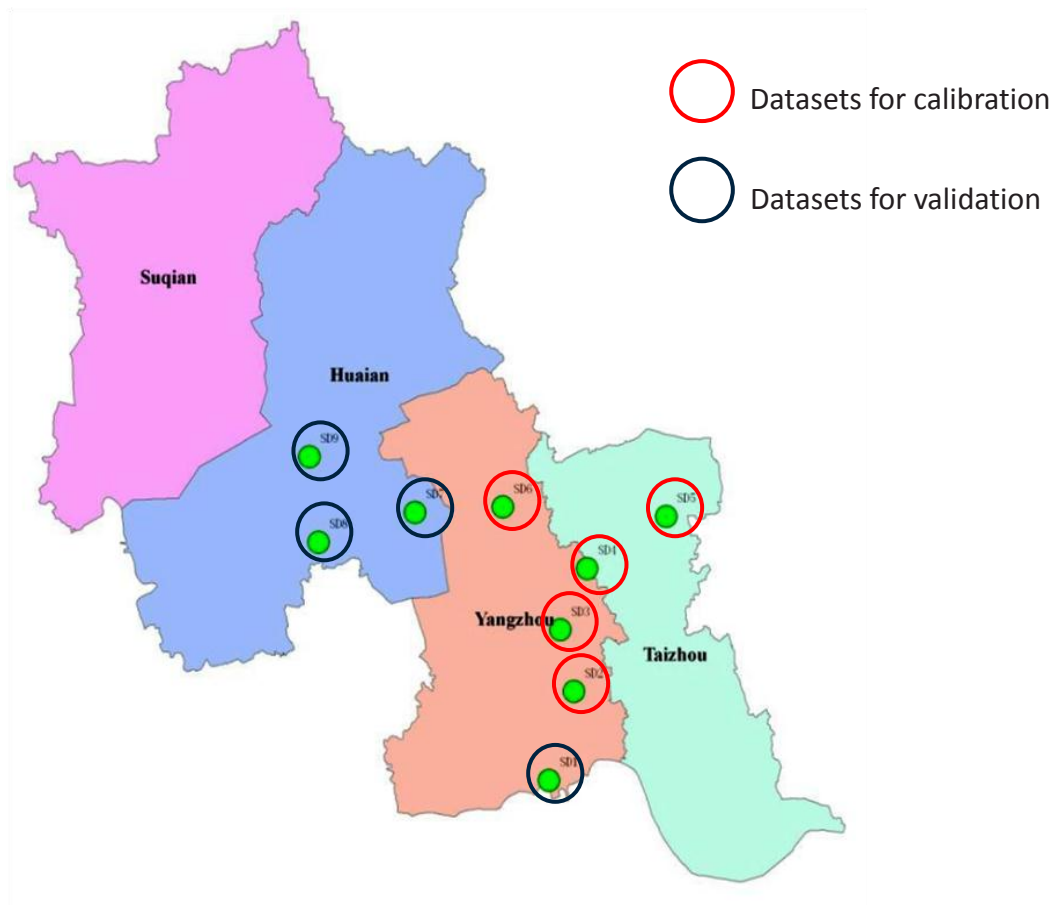 Datasets for calibration
Datasets for validation
Suqian
Huaian
SD9
SD7
SD6
SD5
SD8
SD4
SD3
Yangzhou
Taizhou
SD2
SD1